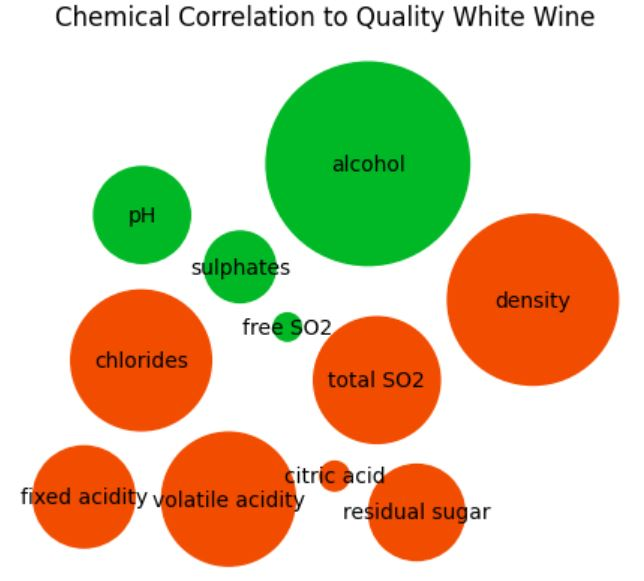 Chemical Correlation to Quality White Wine
alcohol
pH
sulphates
density
free SO2
chlorides
total SO2
citric acid
fixed acidity
volatile acidity
residual sugar